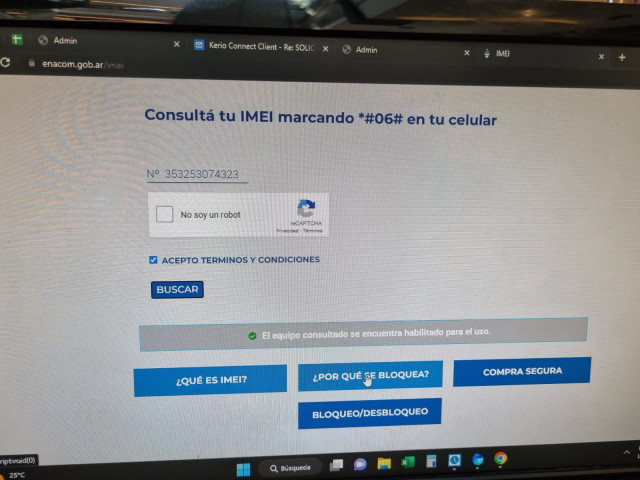 Admin
Kerio Connect Client - Re: SOLIC
Admin
IMEI
enacom.gob.ar/imei
Consultá tu IMEI marcando *#06# en tu celular
Nº 353253074323
No soy un robot
reCAPTCHA
Privacidad - Términos
ACEPTO TERMINOS Y CONDICIONES
BUSCAR
El equipo consultado se encuentra habilitado para el uso.
¿QUÉ ES IMEI?
¿POR QUÉ SE BLOQUEA?
COMPRA SEGURA
BLOQUEO/DESBLOQUEO
ript:void(0)
25°C
Búsqueda